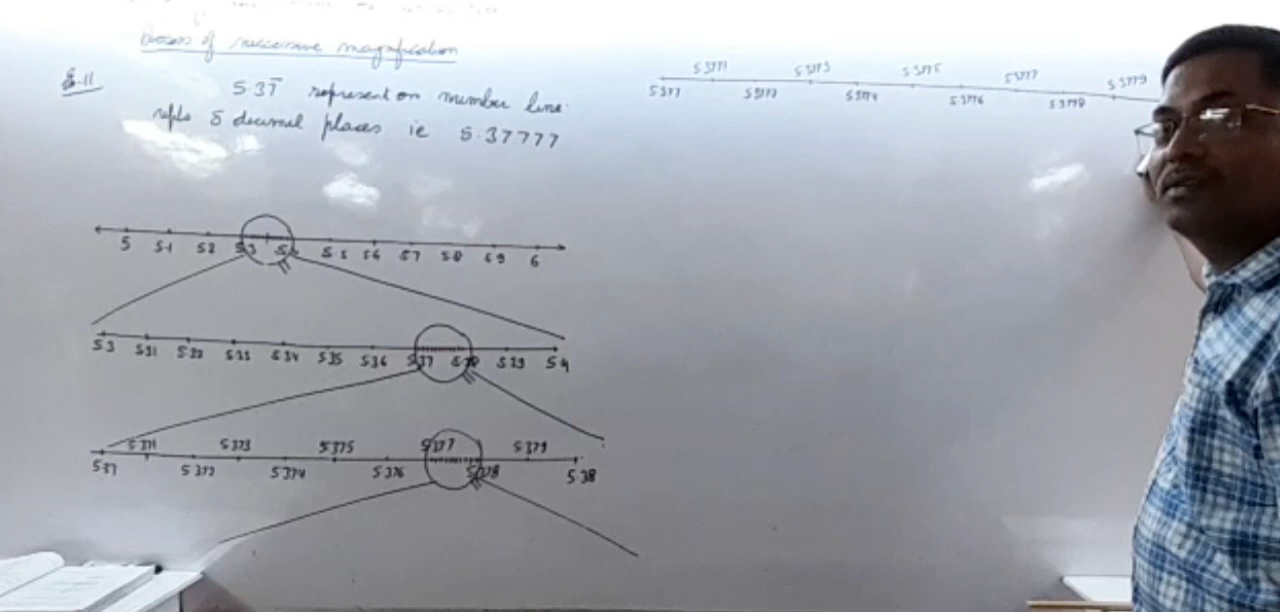 Process of successive magnification
E.11
5.37̅ represent on number line.
upto 5 decimal places ie 5.37777
5 5.1 5.2 5.3 5.4 5.5 5.6 5.7 5.8 5.9 6
5.3 5.31 5.32 5.33 5.34 5.35 5.36 5.37 5.38 5.39 5.4
5.371 5.373 5.375 5.377 5.379
5.37 5.372 5.374 5.376 5.378 5.38
5.3771 5.3773 5.3775 5.3777 5.3779
5.377 5.3772 5.3774 5.3776 5.3778